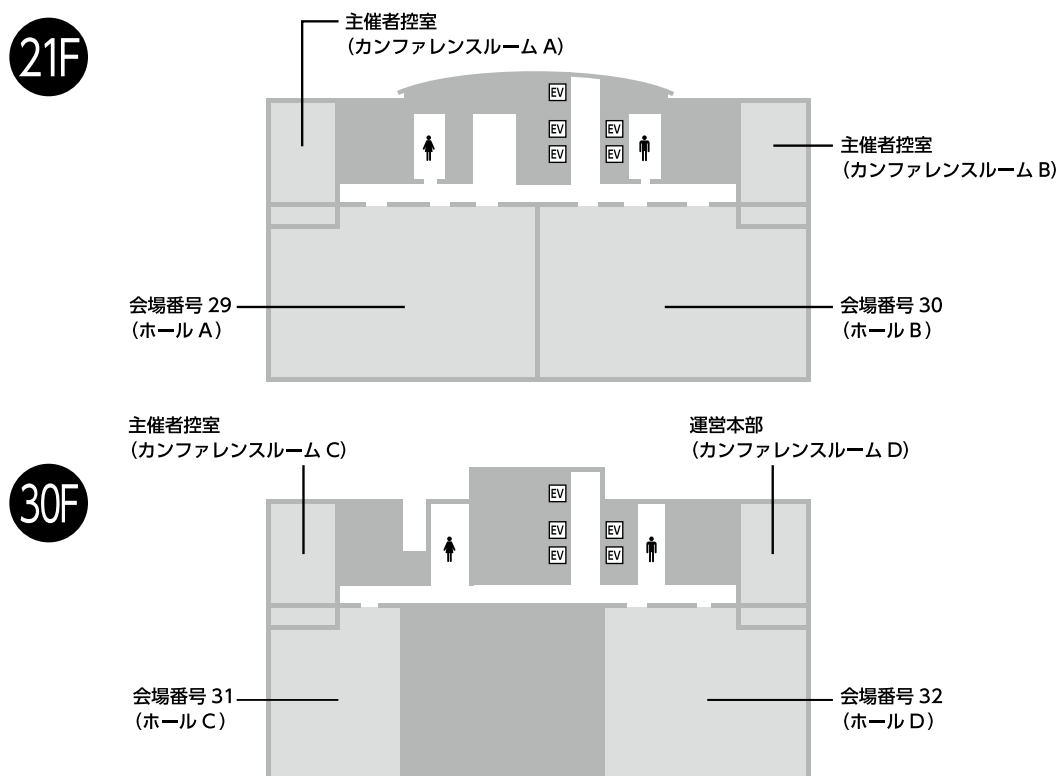 21F
主催者控室
（カンファレンスルーム A）
EV
EV
EV
EV
EV
主催者控室
（カンファレンスルーム B）
会場番号 29
（ホール A）
会場番号 30
（ホール B）
30F
主催者控室
（カンファレンスルーム C）
運営本部
（カンファレンスルーム D）
EV
EV
EV
EV
EV
会場番号 31
（ホール C）
会場番号 32
（ホール D）